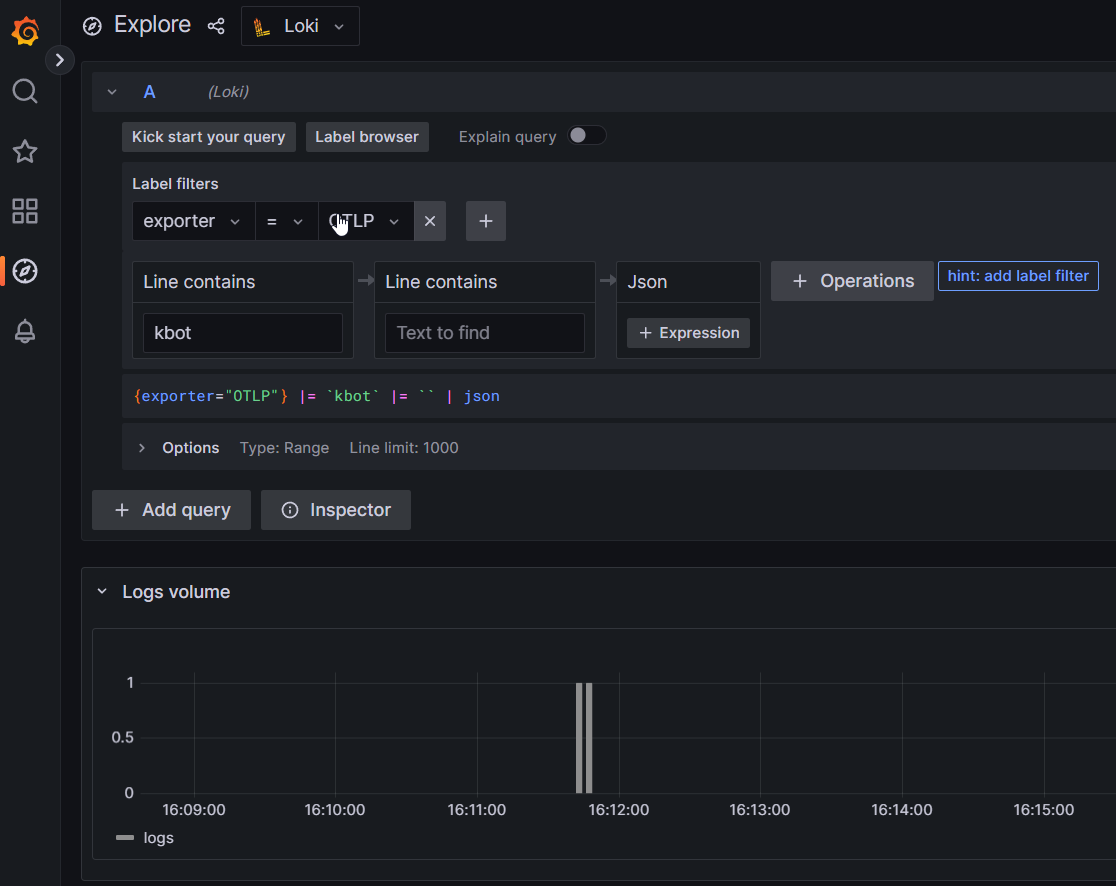 Explore Loki
A (Loki)
Kick start your query Label browser Explain query
Label filters
exporter = OTLP
Line contains Line contains Json + Operations hint: add label filter
kbot Text to find + Expression
{exporter="OTLP"} |= `kbot` |= `` | json
Options Type: Range Line limit: 1000
+ Add query Inspector
Logs volume
1
0.5
0
16:09:00 16:10:00 16:11:00 16:12:00 16:13:00 16:14:00 16:15:00
logs